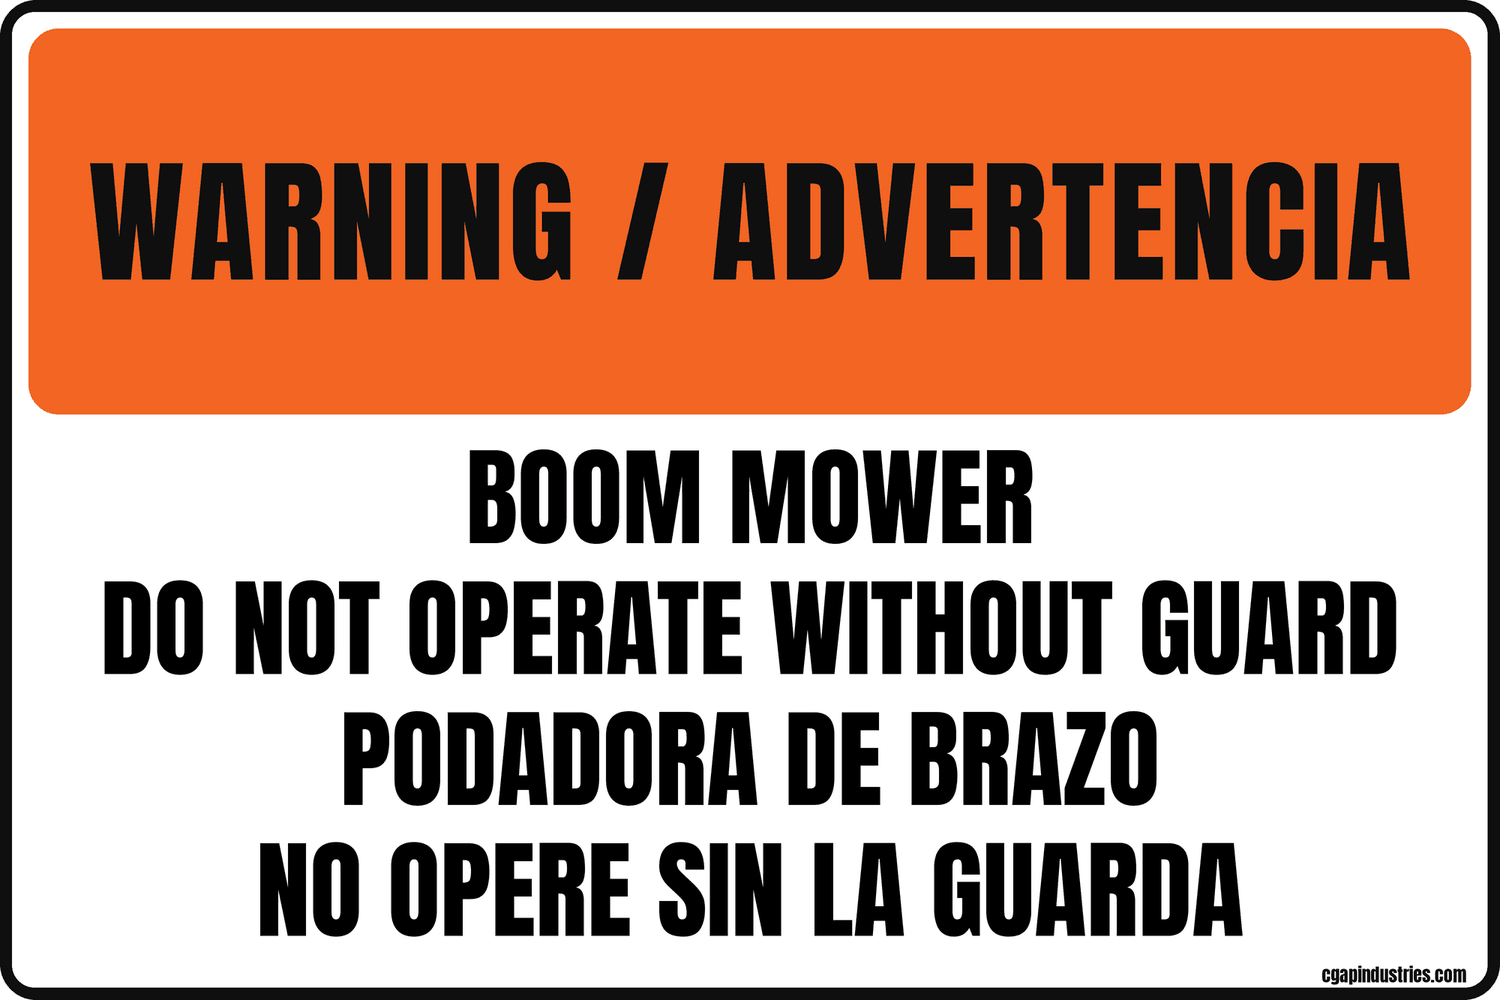 WARNING / ADVERTENCIA
BOOM MOWER
DO NOT OPERATE WITHOUT GUARD
PODADORA DE BRAZO
NO OPERE SIN LA GUARDA
cgapindustries.com